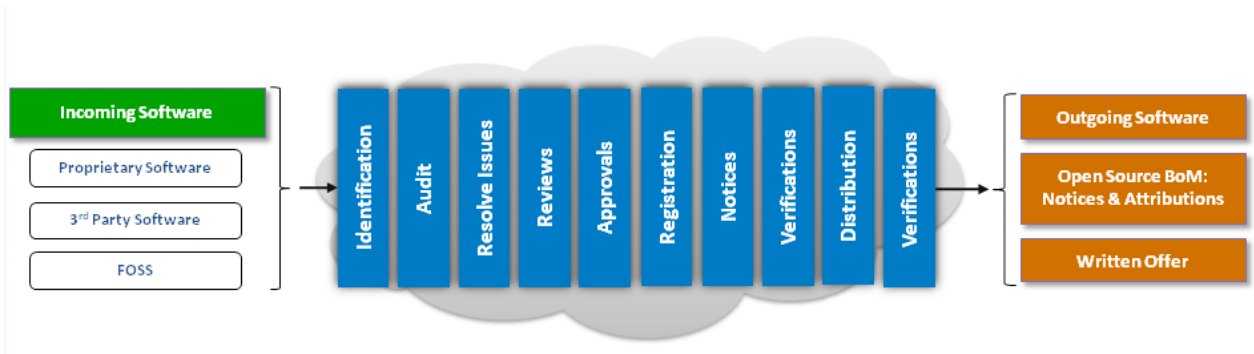 Incoming Software
Proprietary Software
3rd Party Software
FOSS
Identification
Audit
Resolve Issues
Reviews
Approvals
Registration
Notices
Verifications
Distribution
Verifications
Outgoing Software
Open Source BoM:
Notices & Attributions
Written Offer